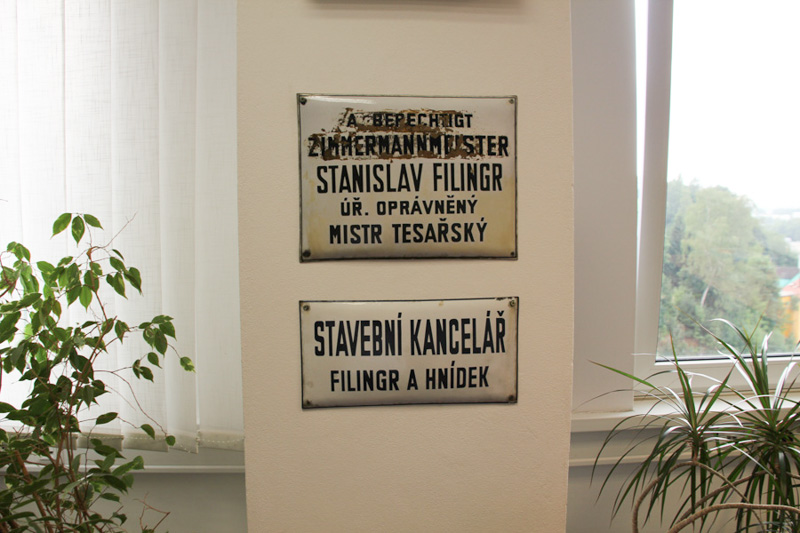 A. BERECHTIGT
ZIMMERMANNMEISTER
STANISLAV FILINGR
ÚŘ. OPRÁVNĚNÝ
MISTR TESAŘSKÝ
STAVEBNÍ KANCELÁŘ
FILINGR A HNÍDEK